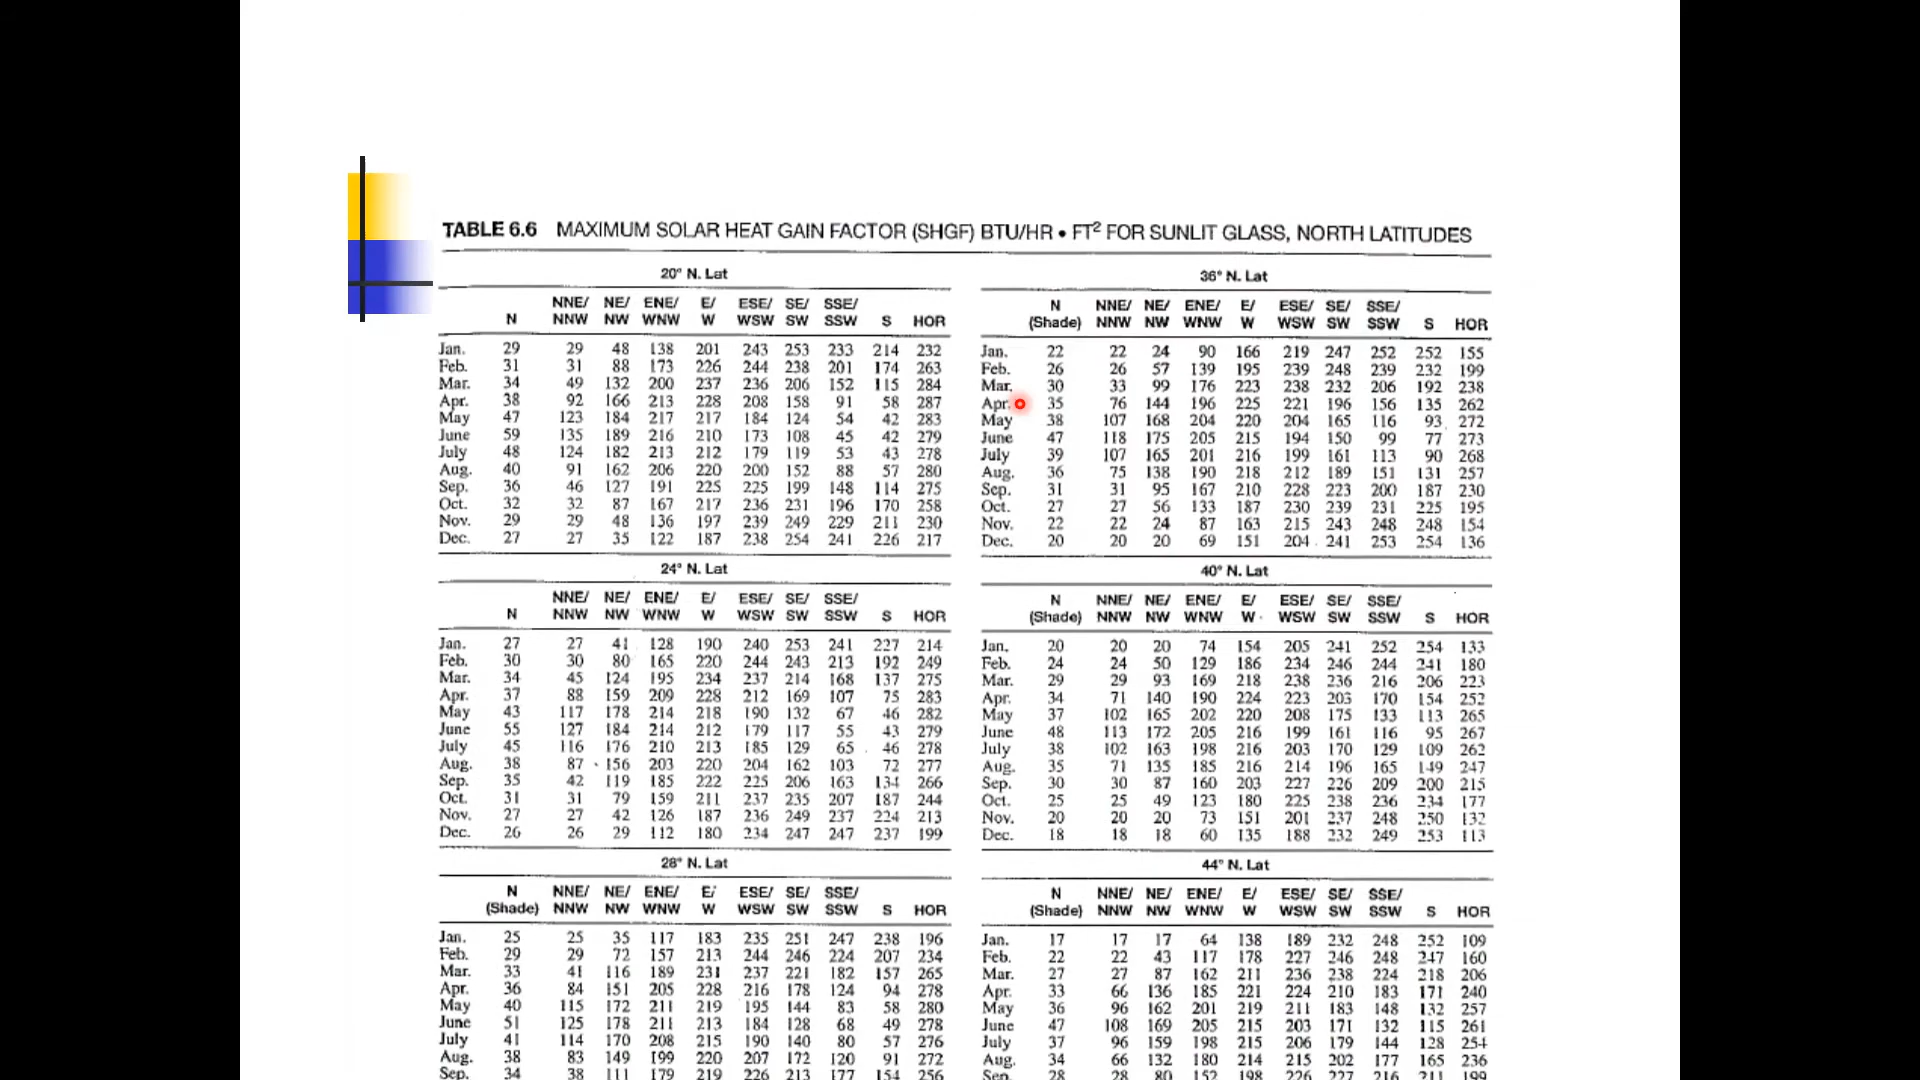 TABLE 6.6 MAXIMUM SOLAR HEAT GAIN FACTOR (SHGF) BTU/HR • FT² FOR SUNLIT GLASS, NORTH LATITUDES
20° N. Lat
NNE/ NE/ ENE/ E/ ESE/ SE/ SSE/
N NNW NW WNW W WSW SW SSW S HOR
Jan. 29 29 48 138 201 243 253 233 214 232
Feb. 31 31 88 173 226 244 238 201 174 263
Mar. 34 49 132 200 237 236 206 152 115 284
Apr. 38 92 166 213 228 208 158 91 58 287
May 47 123 184 217 217 184 124 54 42 283
June 59 135 189 216 210 173 108 45 42 279
July 48 124 182 213 212 179 119 53 43 278
Aug. 40 91 162 206 220 200 152 88 57 280
Sep. 36 46 127 191 225 225 199 148 114 275
Oct. 32 32 87 167 217 236 231 196 170 258
Nov. 29 29 48 136 197 239 249 229 211 230
Dec. 27 27 35 122 187 238 254 241 226 217
24° N. Lat
NNE/ NE/ ENE/ E/ ESE/ SE/ SSE/
N NNW NW WNW W WSW SW SSW S HOR
Jan. 27 27 41 128 190 240 253 241 227 214
Feb. 30 30 80 165 220 244 243 213 192 249
Mar. 34 45 124 195 234 237 214 168 137 275
Apr. 37 88 159 209 228 212 169 107 75 283
May 43 117 178 214 218 190 132 67 46 282
June 55 127 184 214 212 179 117 55 43 279
July 45 116 176 210 213 185 129 65 46 278
Aug. 38 87 156 203 220 204 162 103 72 277
Sep. 35 42 119 185 222 225 206 163 134 266
Oct. 31 31 79 159 211 237 235 207 187 244
Nov. 27 27 42 126 187 236 249 237 224 213
Dec. 26 26 29 112 180 234 247 247 237 199
28° N. Lat
N NNE/ NE/ ENE/ E/ ESE/ SE/ SSE/
(Shade) NNW NW WNW W WSW SW SSW S HOR
Jan. 25 25 35 117 183 235 251 247 238 196
Feb. 29 29 72 157 213 244 246 224 207 234
Mar. 33 41 116 189 231 237 221 182 157 265
Apr. 36 84 151 205 228 216 178 124 94 278
May 40 115 172 211 219 195 144 83 58 280
June 51 125 178 211 213 184 128 68 49 278
July 41 114 170 208 215 190 140 80 57 276
Aug. 38 83 149 199 220 207 172 120 91 272
Sep. 34 38 111 179 219 226 213 177 154 256
36° N. Lat
N NNE/ NE/ ENE/ E/ ESE/ SE/ SSE/
(Shade) NNW NW WNW W WSW SW SSW S HOR
Jan. 22 22 24 90 166 219 247 252 252 155
Feb. 26 26 57 139 195 239 248 239 232 199
Mar. 30 33 99 176 223 238 232 206 192 238
Apr. 35 76 144 196 225 221 196 156 135 262
May 38 107 168 204 220 204 165 116 93 272
June 47 118 175 205 215 194 150 99 77 273
July 39 107 165 201 216 199 161 113 90 268
Aug. 36 75 138 190 218 212 189 151 131 257
Sep. 31 31 95 167 210 228 223 200 187 230
Oct. 27 27 56 133 187 230 239 231 225 195
Nov. 22 22 24 87 163 215 243 248 248 154
Dec. 20 20 20 69 151 204 241 253 254 136
40° N. Lat
N NNE/ NE/ ENE/ E/ ESE/ SE/ SSE/
(Shade) NNW NW WNW W WSW SW SSW S HOR
Jan. 20 20 20 74 154 205 241 252 254 133
Feb. 24 24 50 129 186 234 246 244 241 180
Mar. 29 29 93 169 218 238 236 216 206 223
Apr. 34 71 140 190 224 223 203 170 154 252
May 37 102 165 202 220 208 175 133 113 265
June 48 113 172 205 216 199 161 116 95 267
July 38 102 163 198 216 203 170 129 109 262
Aug. 35 71 135 185 216 214 196 165 149 247
Sep. 30 30 87 160 203 227 226 209 200 215
Oct. 25 25 49 123 180 225 238 236 234 177
Nov. 20 20 20 73 151 201 237 248 250 132
Dec. 18 18 18 60 135 188 232 249 253 113
44° N. Lat
N NNE/ NE/ ENE/ E/ ESE/ SE/ SSE/
(Shade) NNW NW WNW W WSW SW SSW S HOR
Jan. 17 17 17 64 138 189 232 248 252 109
Feb. 22 22 43 117 178 227 246 248 247 160
Mar. 27 27 87 162 211 236 238 224 218 206
Apr. 33 66 136 185 221 224 210 183 171 240
May 36 96 162 201 219 211 183 148 132 257
June 47 108 169 205 215 203 171 132 115 261
July 37 96 159 198 215 206 179 144 128 254
Aug. 34 66 132 180 214 215 202 177 165 236
Sep. 28 28 80 152 198 226 227 216 211 199